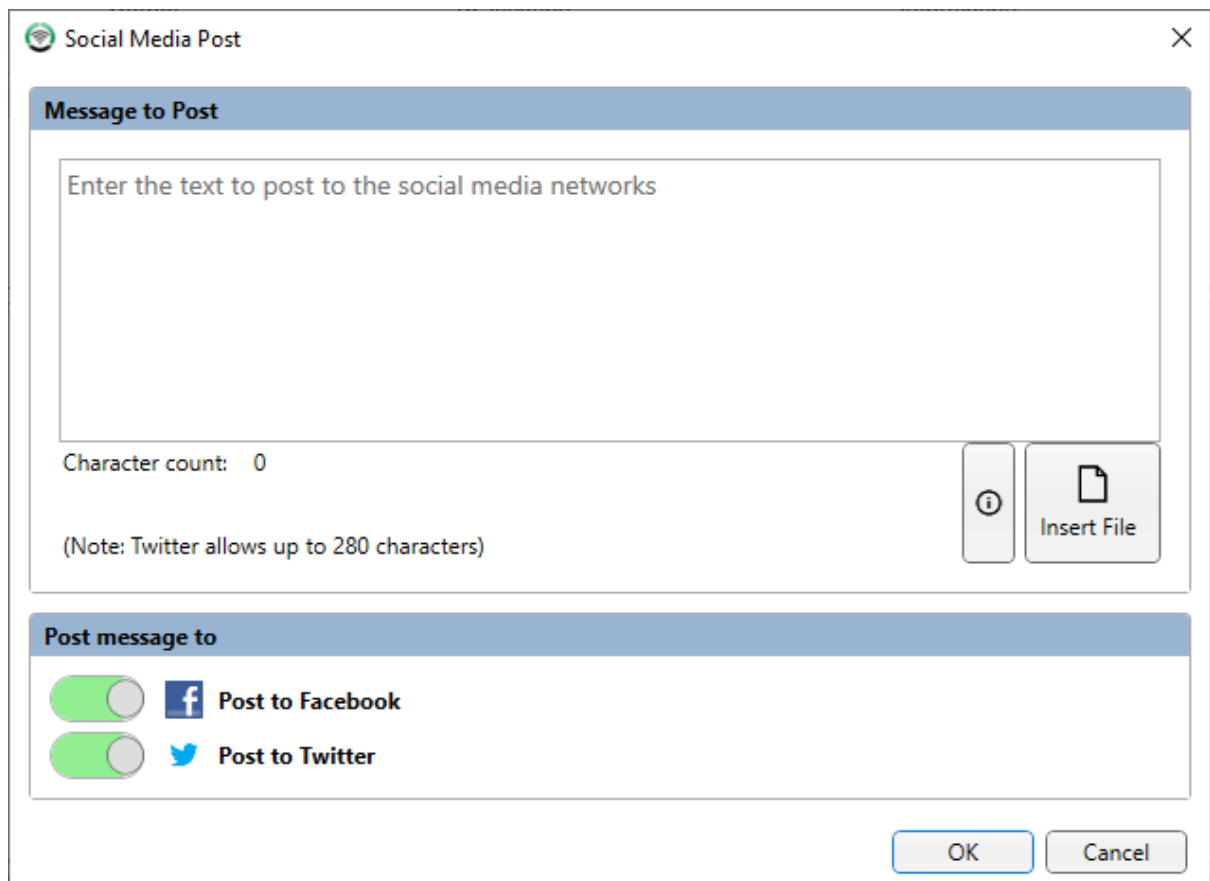 Social Media Post
Message to Post
Enter the text to post to the social media networks
Character count: 0
(Note: Twitter allows up to 280 characters)
Insert File
Post message to
Post to Facebook
Post to Twitter
OK
Cancel